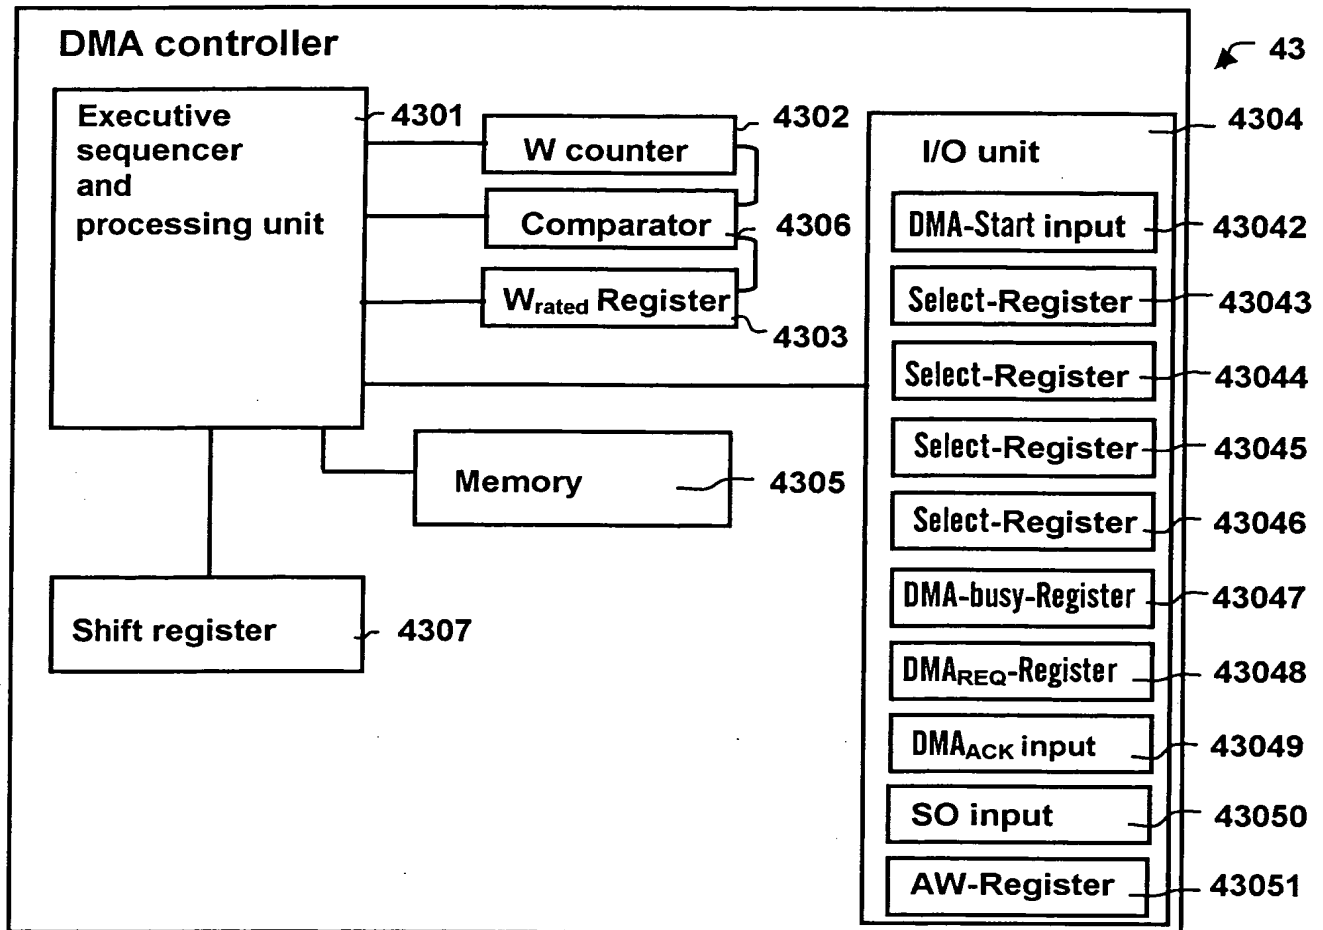 DMA controller
43
Executive
sequencer
and
processing unit
4301
W counter
4302
Comparator
4306
Wrated Register
4303
Memory
4305
Shift register
4307
4304
I/O unit
DMA-Start input
43042
Select-Register
43043
Select-Register
43044
Select-Register
43045
Select-Register
43046
DMA-busy-Register
43047
DMAREQ-Register
43048
DMAACK input
43049
SO input
43050
AW-Register
43051